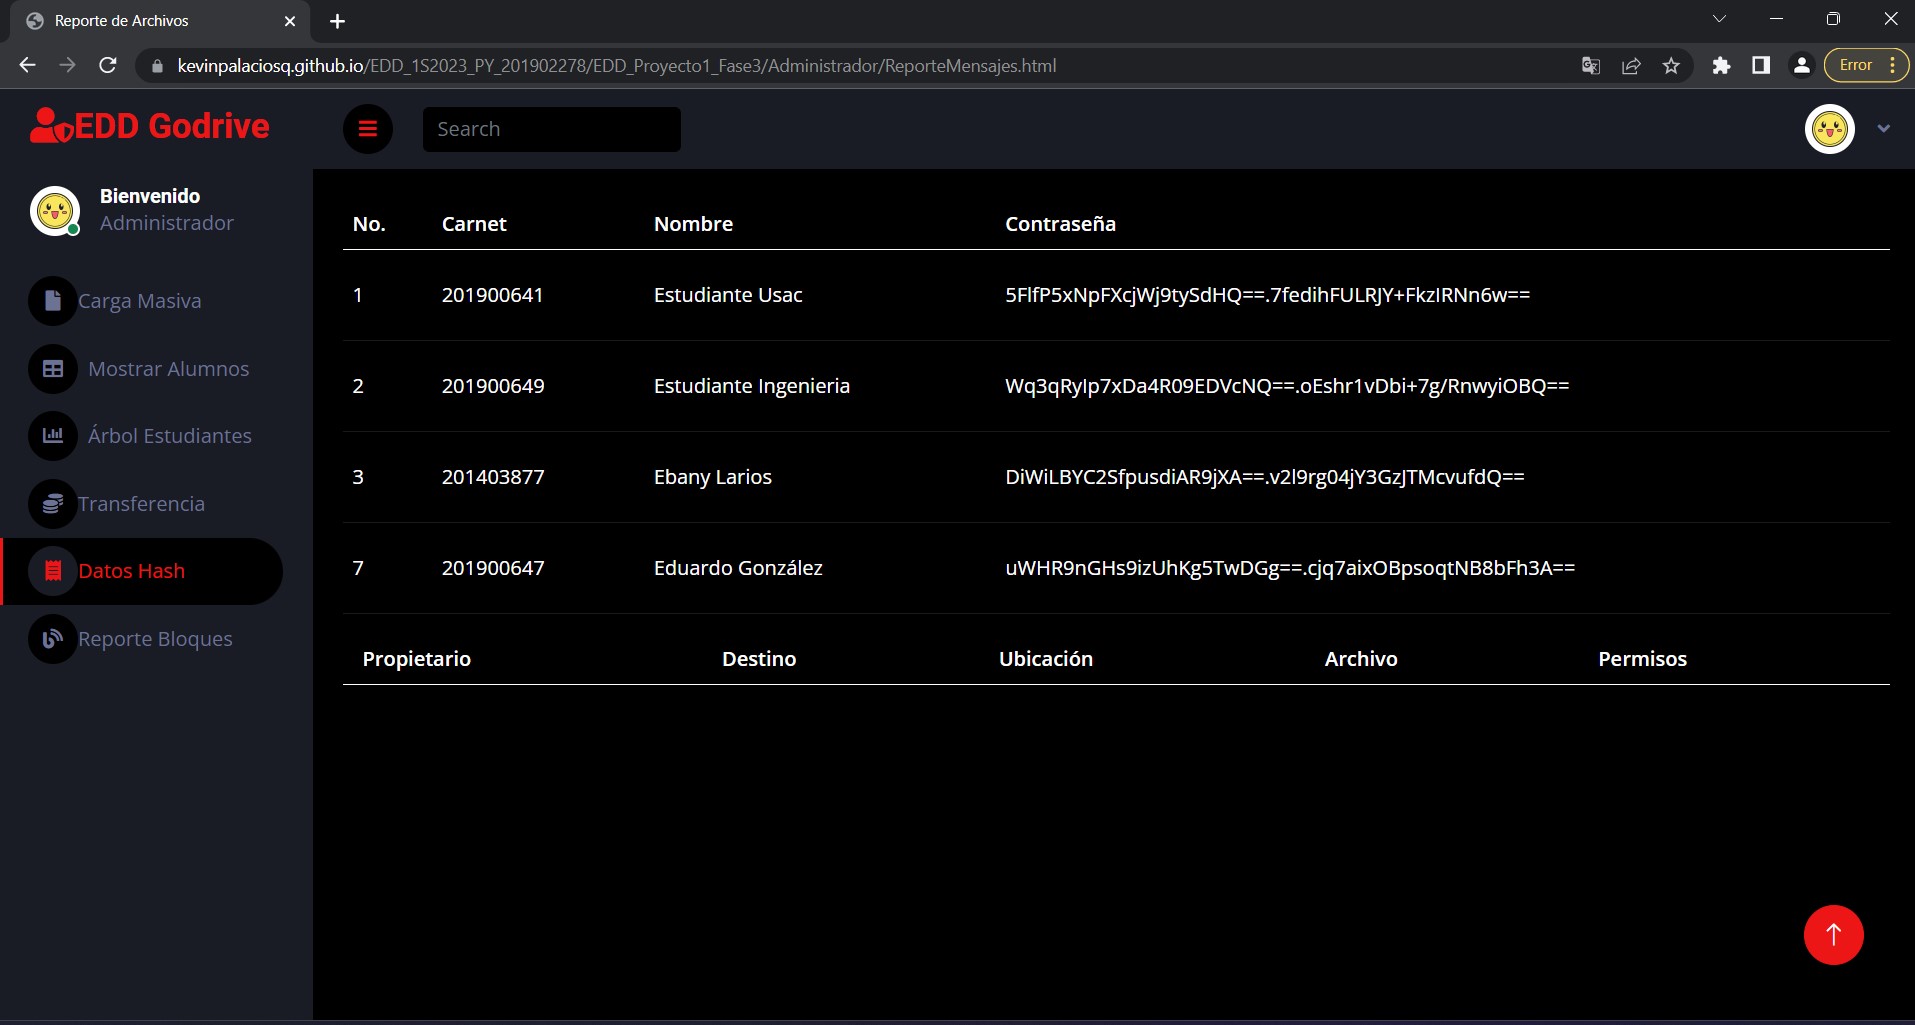 Reporte de Archivos
kevinpalaciosq.github.io/EDD_1S2023_PY_201902278/EDD_Proyecto1_Fase3/Administrador/ReporteMensajes.html
Error
EDD Godrive
Search
Bienvenido
Administrador
Carga Masiva
Mostrar Alumnos
Árbol Estudiantes
Transferencia
Datos Hash
Reporte Bloques
No. Carnet Nombre Contraseña
1 201900641 Estudiante Usac 5FlfP5xNpFXcjWj9tySdHQ==.7fedihFULRJY+FkzIRNn6w==
2 201900649 Estudiante Ingenieria Wq3qRyIp7xDa4R09EDVcNQ==.oEshr1vDbi+7g/RnwyiOBQ==
3 201403877 Ebany Larios DiWiLBYC2SfpusdiAR9jXA==.v2l9rg04jY3GzJTMcvufdQ==
7 201900647 Eduardo González uWHR9nGHs9izUhKg5TwDGg==.cjq7aixOBpsoqtNB8bFh3A==
Propietario Destino Ubicación Archivo Permisos